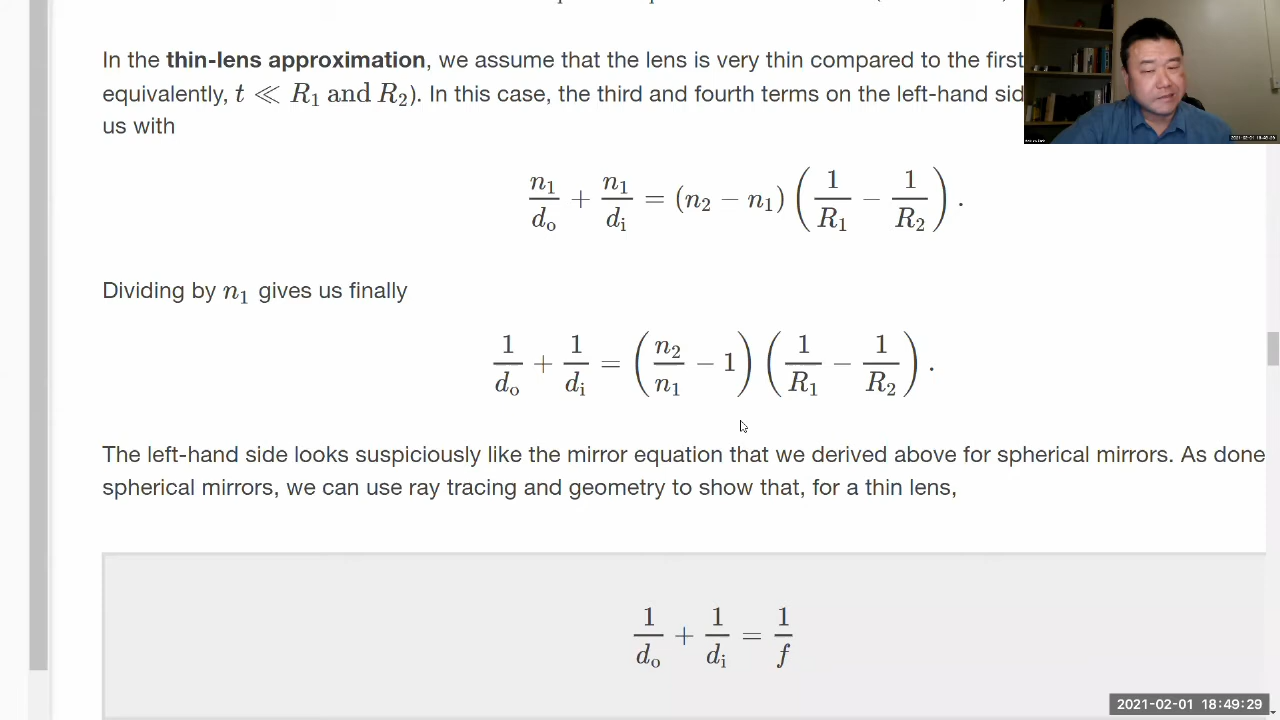 In the thin-lens approximation, we assume that the lens is very thin compared to the first
equivalently, t ≪ R₁ and R₂). In this case, the third and fourth terms on the left-hand sid
us with
n₁/dₒ + n₁/dᵢ = (n₂ − n₁) (1/R₁ − 1/R₂).
Dividing by n₁ gives us finally
1/dₒ + 1/dᵢ = (n₂/n₁ − 1) (1/R₁ − 1/R₂).
The left-hand side looks suspiciously like the mirror equation that we derived above for spherical mirrors. As done
spherical mirrors, we can use ray tracing and geometry to show that, for a thin lens,
1/dₒ + 1/dᵢ = 1/f
2021-02-01 18:49:29